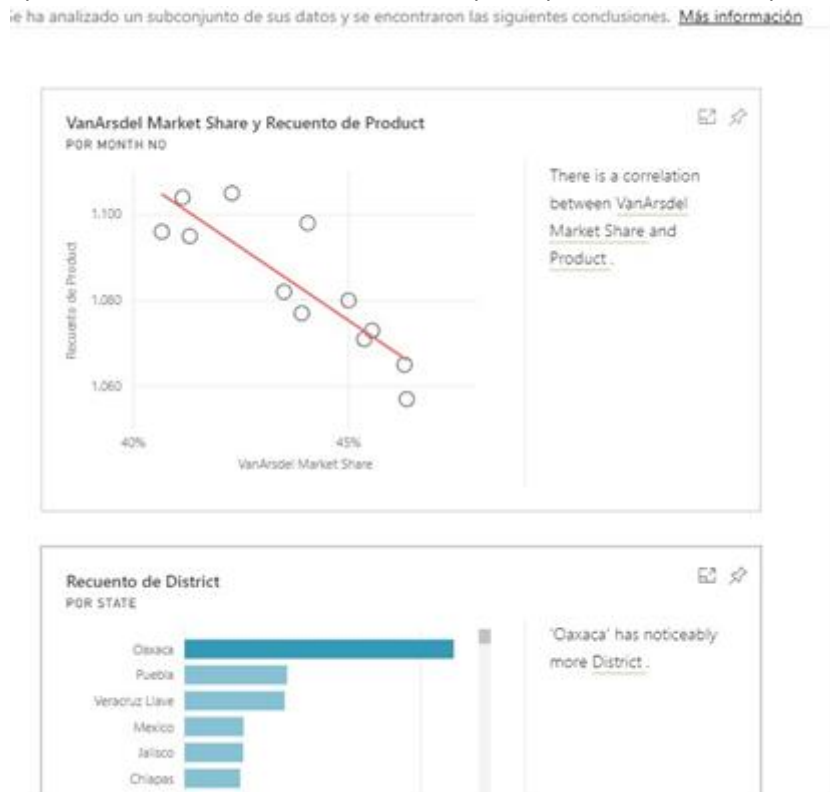 Se ha analizado un subconjunto de sus datos y se encontraron las siguientes conclusiones. Más información
VanArsdel Market Share y Recuento de Product
POR MONTH NO
There is a correlation
between VanArsdel
Market Share and
Product.
Recuento de Product
1.100
1.080
1.060
40%
45%
VanArsdel Market Share
Recuento de District
POR STATE
'Oaxaca' has noticeably
more District.
Oaxaca
Puebla
Veracruz Llave
Mexico
Jalisco
Chiapas